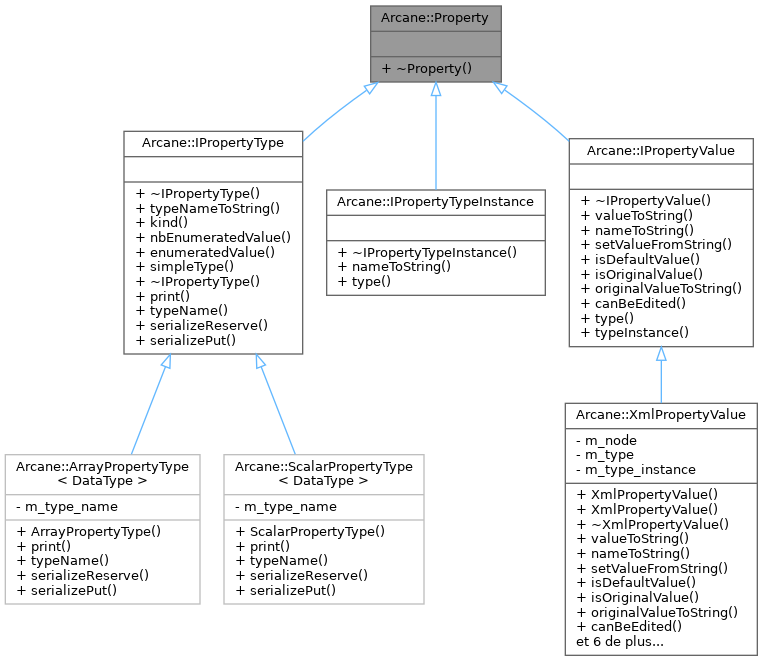 Arcane::Property
+ ~Property()
Arcane::IPropertyType
+ ~IPropertyType()
+ typeNameToString()
+ kind()
+ nbEnumeratedValue()
+ enumeratedValue()
+ simpleType()
+ ~IPropertyType()
+ print()
+ typeName()
+ serializeReserve()
+ serializePut()
Arcane::IPropertyTypeInstance
+ ~IPropertyTypeInstance()
+ nameToString()
+ type()
Arcane::IPropertyValue
+ ~IPropertyValue()
+ valueToString()
+ nameToString()
+ setValueFromString()
+ isDefaultValue()
+ isOriginalValue()
+ originalValueToString()
+ canBeEdited()
+ type()
+ typeInstance()
Arcane::ArrayPropertyType
< DataType >
- m_type_name
+ ArrayPropertyType()
+ print()
+ typeName()
+ serializeReserve()
+ serializePut()
Arcane::ScalarPropertyType
< DataType >
- m_type_name
+ ScalarPropertyType()
+ print()
+ typeName()
+ serializeReserve()
+ serializePut()
Arcane::XmlPropertyValue
- m_node
- m_type
- m_type_instance
+ XmlPropertyValue()
+ XmlPropertyValue()
+ ~XmlPropertyValue()
+ valueToString()
+ nameToString()
+ setValueFromString()
+ isDefaultValue()
+ isOriginalValue()
+ originalValueToString()
+ canBeEdited()
et 6 de plus...